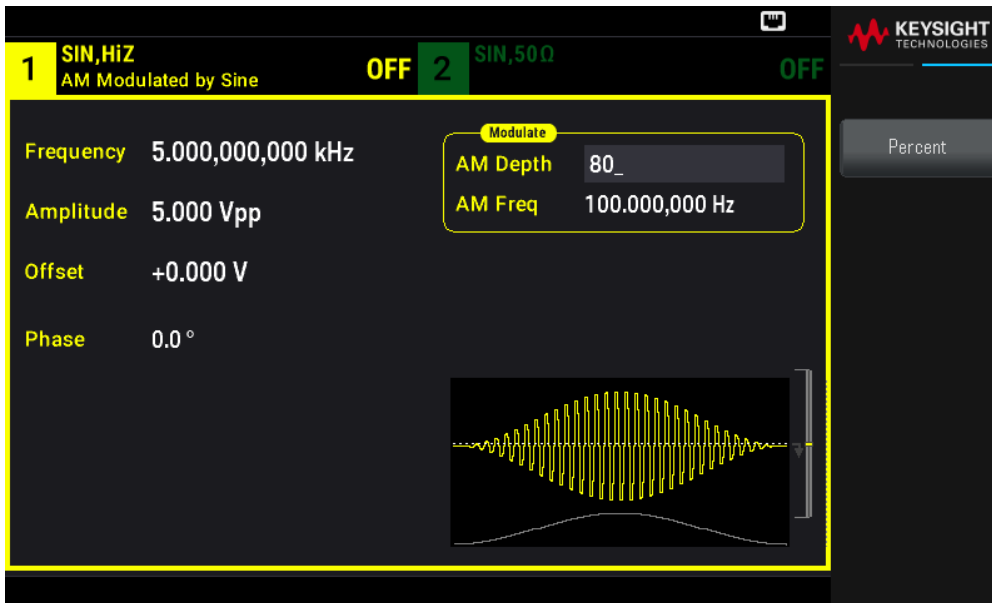 KEYSIGHT
TECHNOLOGIES
1 SIN,HiZ
AM Modulated by Sine OFF
2 SIN,50Ω OFF
Frequency 5.000,000,000 kHz
Amplitude 5.000 Vpp
Offset +0.000 V
Phase 0.0 °
Modulate
AM Depth 80_
AM Freq 100.000,000 Hz
Percent